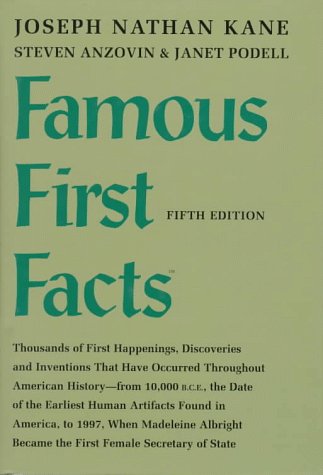 JOSEPH NATHAN KANE
STEVEN ANZOVIN & JANET PODELL
Famous
First
FIFTH EDITION
Facts™
Thousands of First Happenings, Discoveries
and Inventions That Have Occurred Throughout
American History—from 10,000 B.C.E., the Date
of the Earliest Human Artifacts Found in
America, to 1997, When Madeleine Albright
Became the First Female Secretary of State